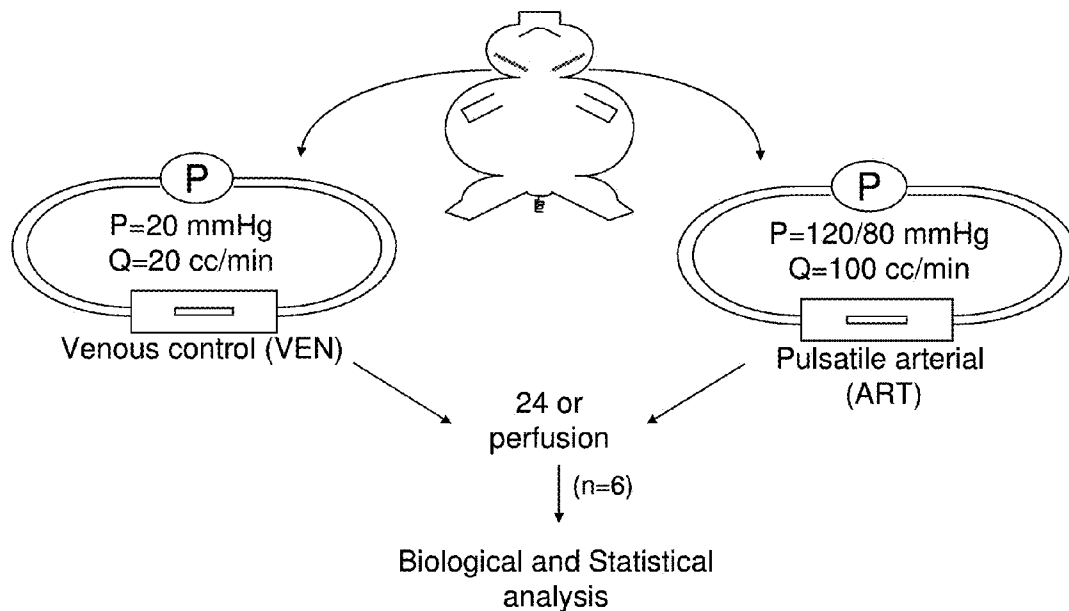 P
P=20 mmHg
Q=20 cc/min
Venous control (VEN)
P
P=120/80 mmHg
Q=100 cc/min
Pulsatile arterial
(ART)
24 or
perfusion
(n=6)
Biological and Statistical
analysis